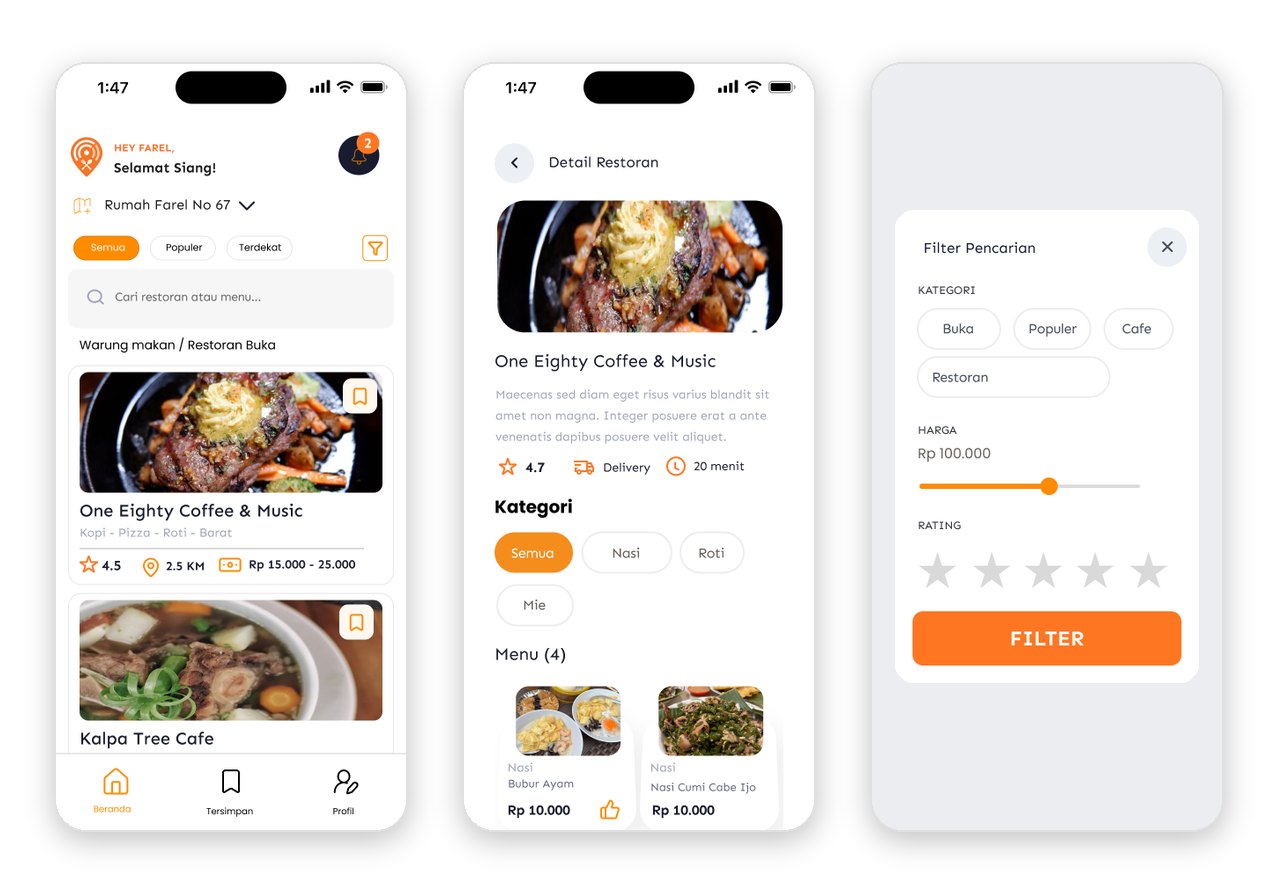 1:47
HEY FAREL,
Selamat Siang!
2
Rumah Farel No 67
Semua
Populer
Terdekat
Cari restoran atau menu...
Warung makan / Restoran Buka
One Eighty Coffee & Music
Kopi - Pizza - Roti - Barat
4.5
2.5 KM
Rp 15.000 - 25.000
Kalpa Tree Cafe
Beranda
Tersimpan
Profil
1:47
Detail Restoran
One Eighty Coffee & Music
Maecenas sed diam eget risus varius blandit sit
amet non magna. Integer posuere erat a ante
venenatis dapibus posuere velit aliquet.
4.7
Delivery
20 menit
Kategori
Semua
Nasi
Roti
Mie
Menu (4)
Nasi
Bubur Ayam
Rp 10.000
Nasi
Nasi Cumi Cabe Ijo
Rp 10.000
Filter Pencarian
KATEGORI
Buka
Populer
Cafe
Restoran
HARGA
Rp 100.000
RATING
FILTER